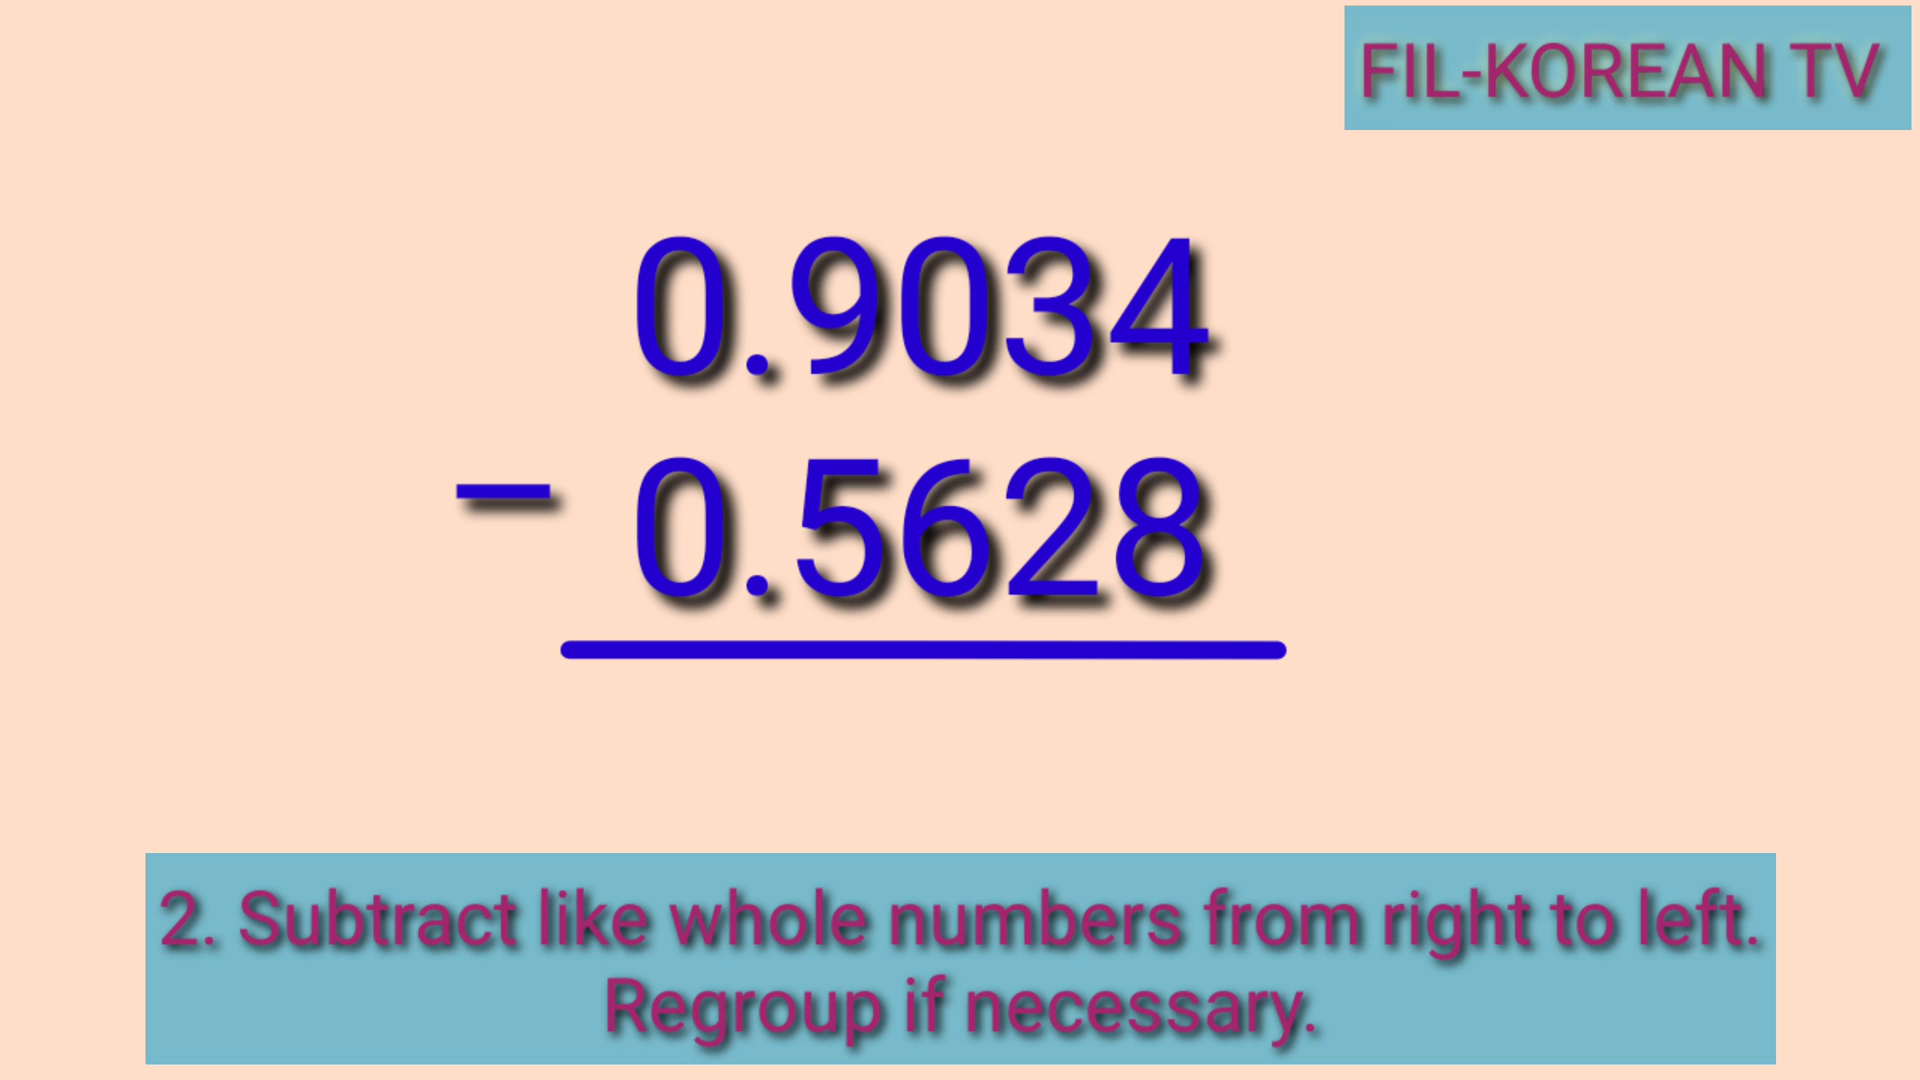 FIL-KOREAN TV
0.9034
– 0.5628
2. Subtract like whole numbers from right to left.
Regroup if necessary.